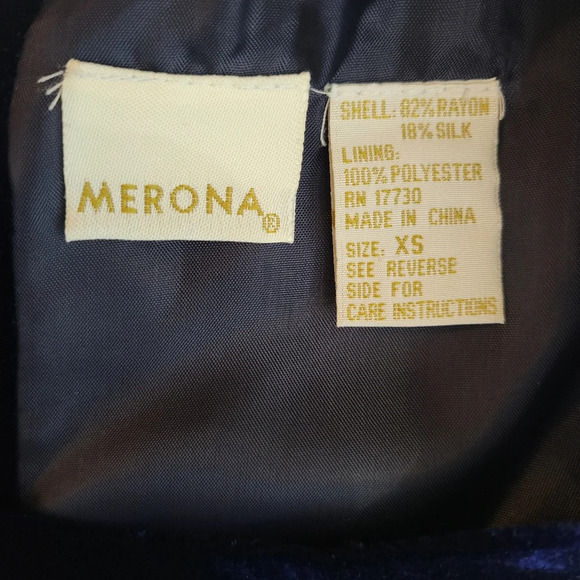 MERONA®
SHELL: 82% RAYON
18% SILK
LINING:
100% POLYESTER
RN 17730
MADE IN CHINA
SIZE: XS
SEE REVERSE
SIDE FOR
CARE INSTRUCTIONS